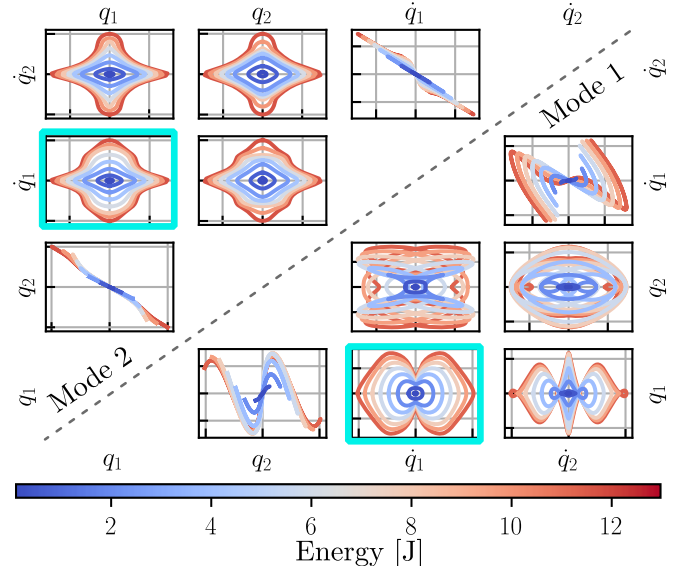 q₁ q₂ q̇₁ q̇₂
q̇₂ q̇₂
Mode 1
q̇₁ q̇₁
q₂ q₂
Mode 2
q₁ q₁
q₁ q₂ q̇₁ q̇₂
2 4 6 8 10 12
Energy [J]